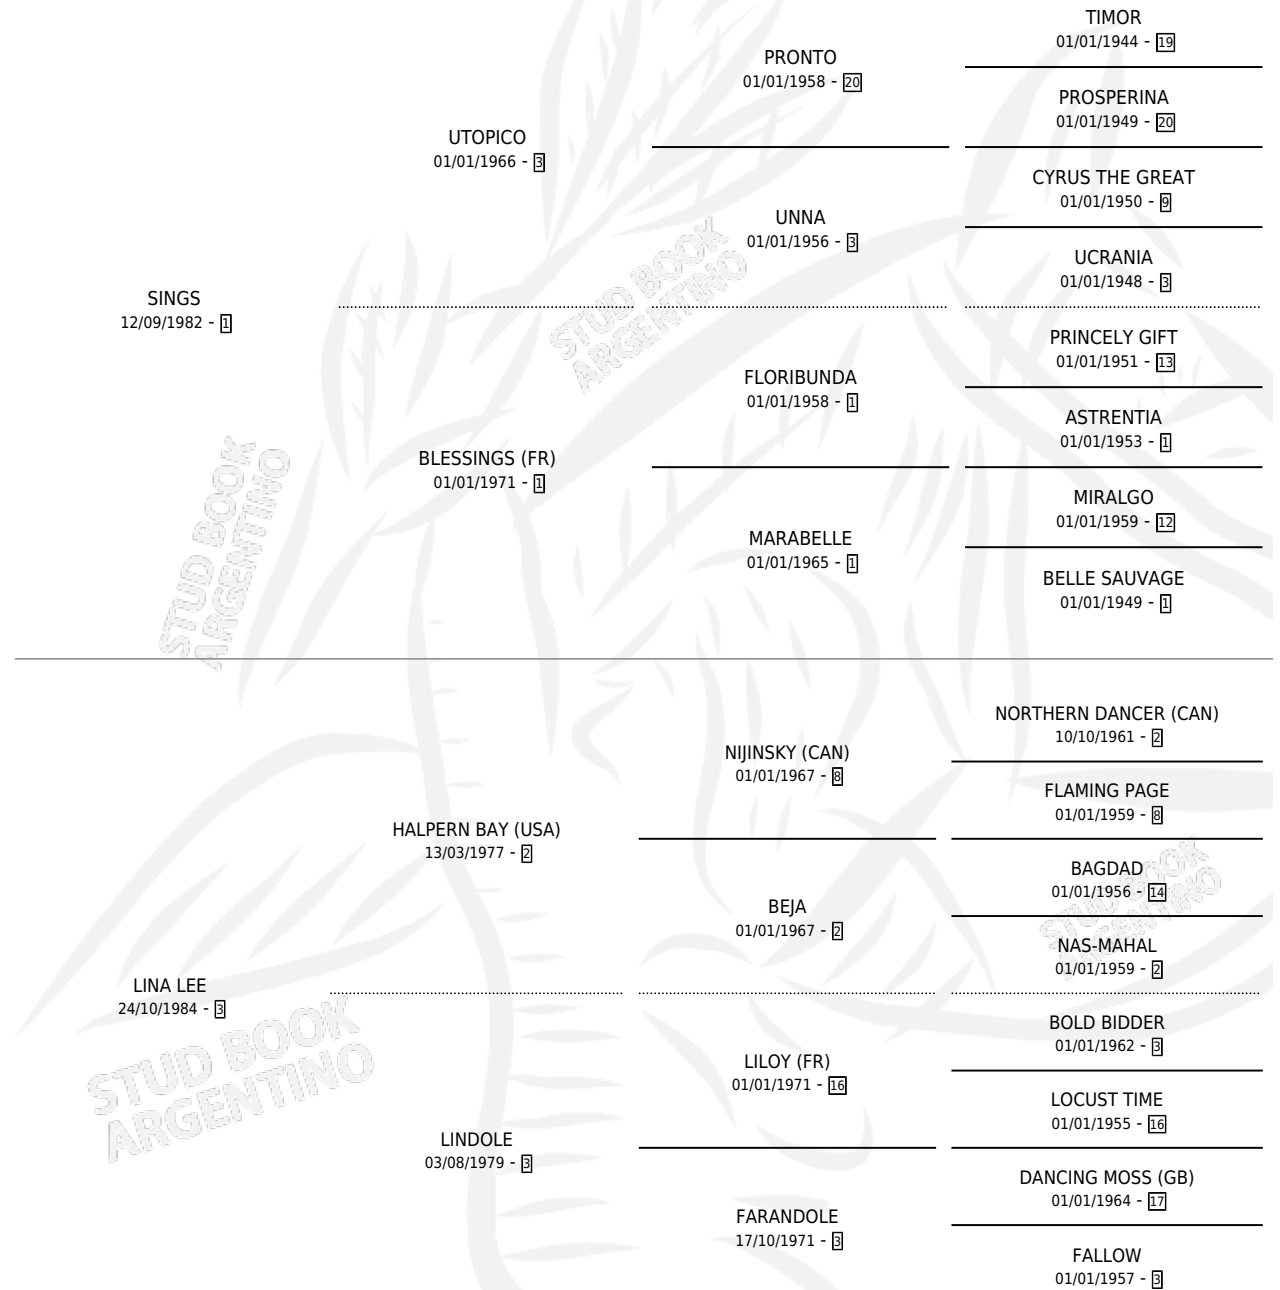 TIMOR
01/01/1944 - 19
PRONTO
01/01/1958 - 20
PROSPERINA
01/01/1949 - 20
UTOPICO
01/01/1966 - 3
CYRUS THE GREAT
01/01/1950 - 9
UNNA
01/01/1956 - 3
UCRANIA
01/01/1948 - 3
SINGS
12/09/1982 - 1
PRINCELY GIFT
01/01/1951 - 13
FLORIBUNDA
01/01/1958 - 1
ASTRENTIA
01/01/1953 - 1
BLESSINGS (FR)
01/01/1971 - 1
MIRALGO
01/01/1959 - 12
MARABELLE
01/01/1965 - 1
BELLE SAUVAGE
01/01/1949 - 1
NORTHERN DANCER (CAN)
10/10/1961 - 2
NIJINSKY (CAN)
01/01/1967 - 8
FLAMING PAGE
01/01/1959 - 8
HALPERN BAY (USA)
13/03/1977 - 2
BAGDAD
01/01/1956 - 14
BEJA
01/01/1967 - 2
NAS-MAHAL
01/01/1959 - 2
LINA LEE
24/10/1984 - 3
BOLD BIDDER
01/01/1962 - 3
LILOY (FR)
01/01/1971 - 16
LOCUST TIME
01/01/1955 - 16
LINDOLE
03/08/1979 - 3
DANCING MOSS (GB)
01/01/1964 - 17
FARANDOLE
17/10/1971 - 3
FALLOW
01/01/1957 - 3
STUD BOOK
ARGENTINO
STUD BOOK
ARGENTINO
STUD BOOK
ARGENTINO
STUD BOOK
ARGENTINO